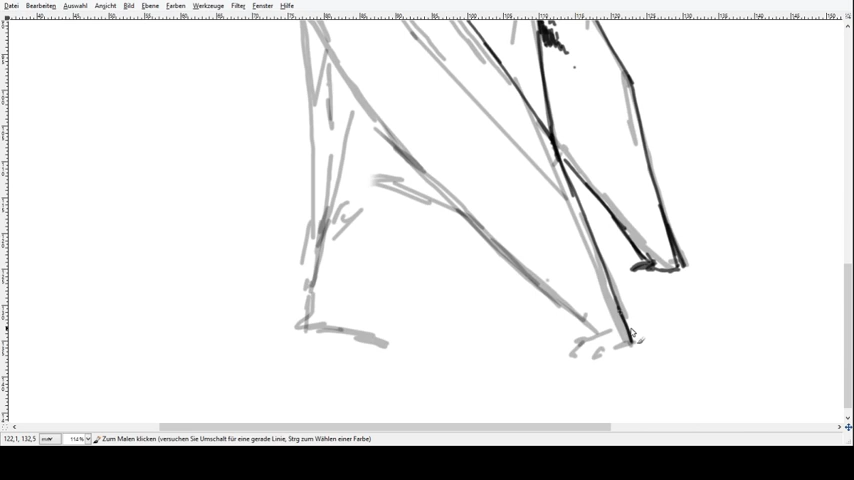 Datei Bearbeiten Auswahl Ansicht Bild Ebene Farben Werkzeuge Filter Fenster Hilfe
122,1, 132,5 mm 114% Zum Malen klicken (versuchen Sie Umschalt für eine gerade Linie, Strg zum Wählen einer Farbe)